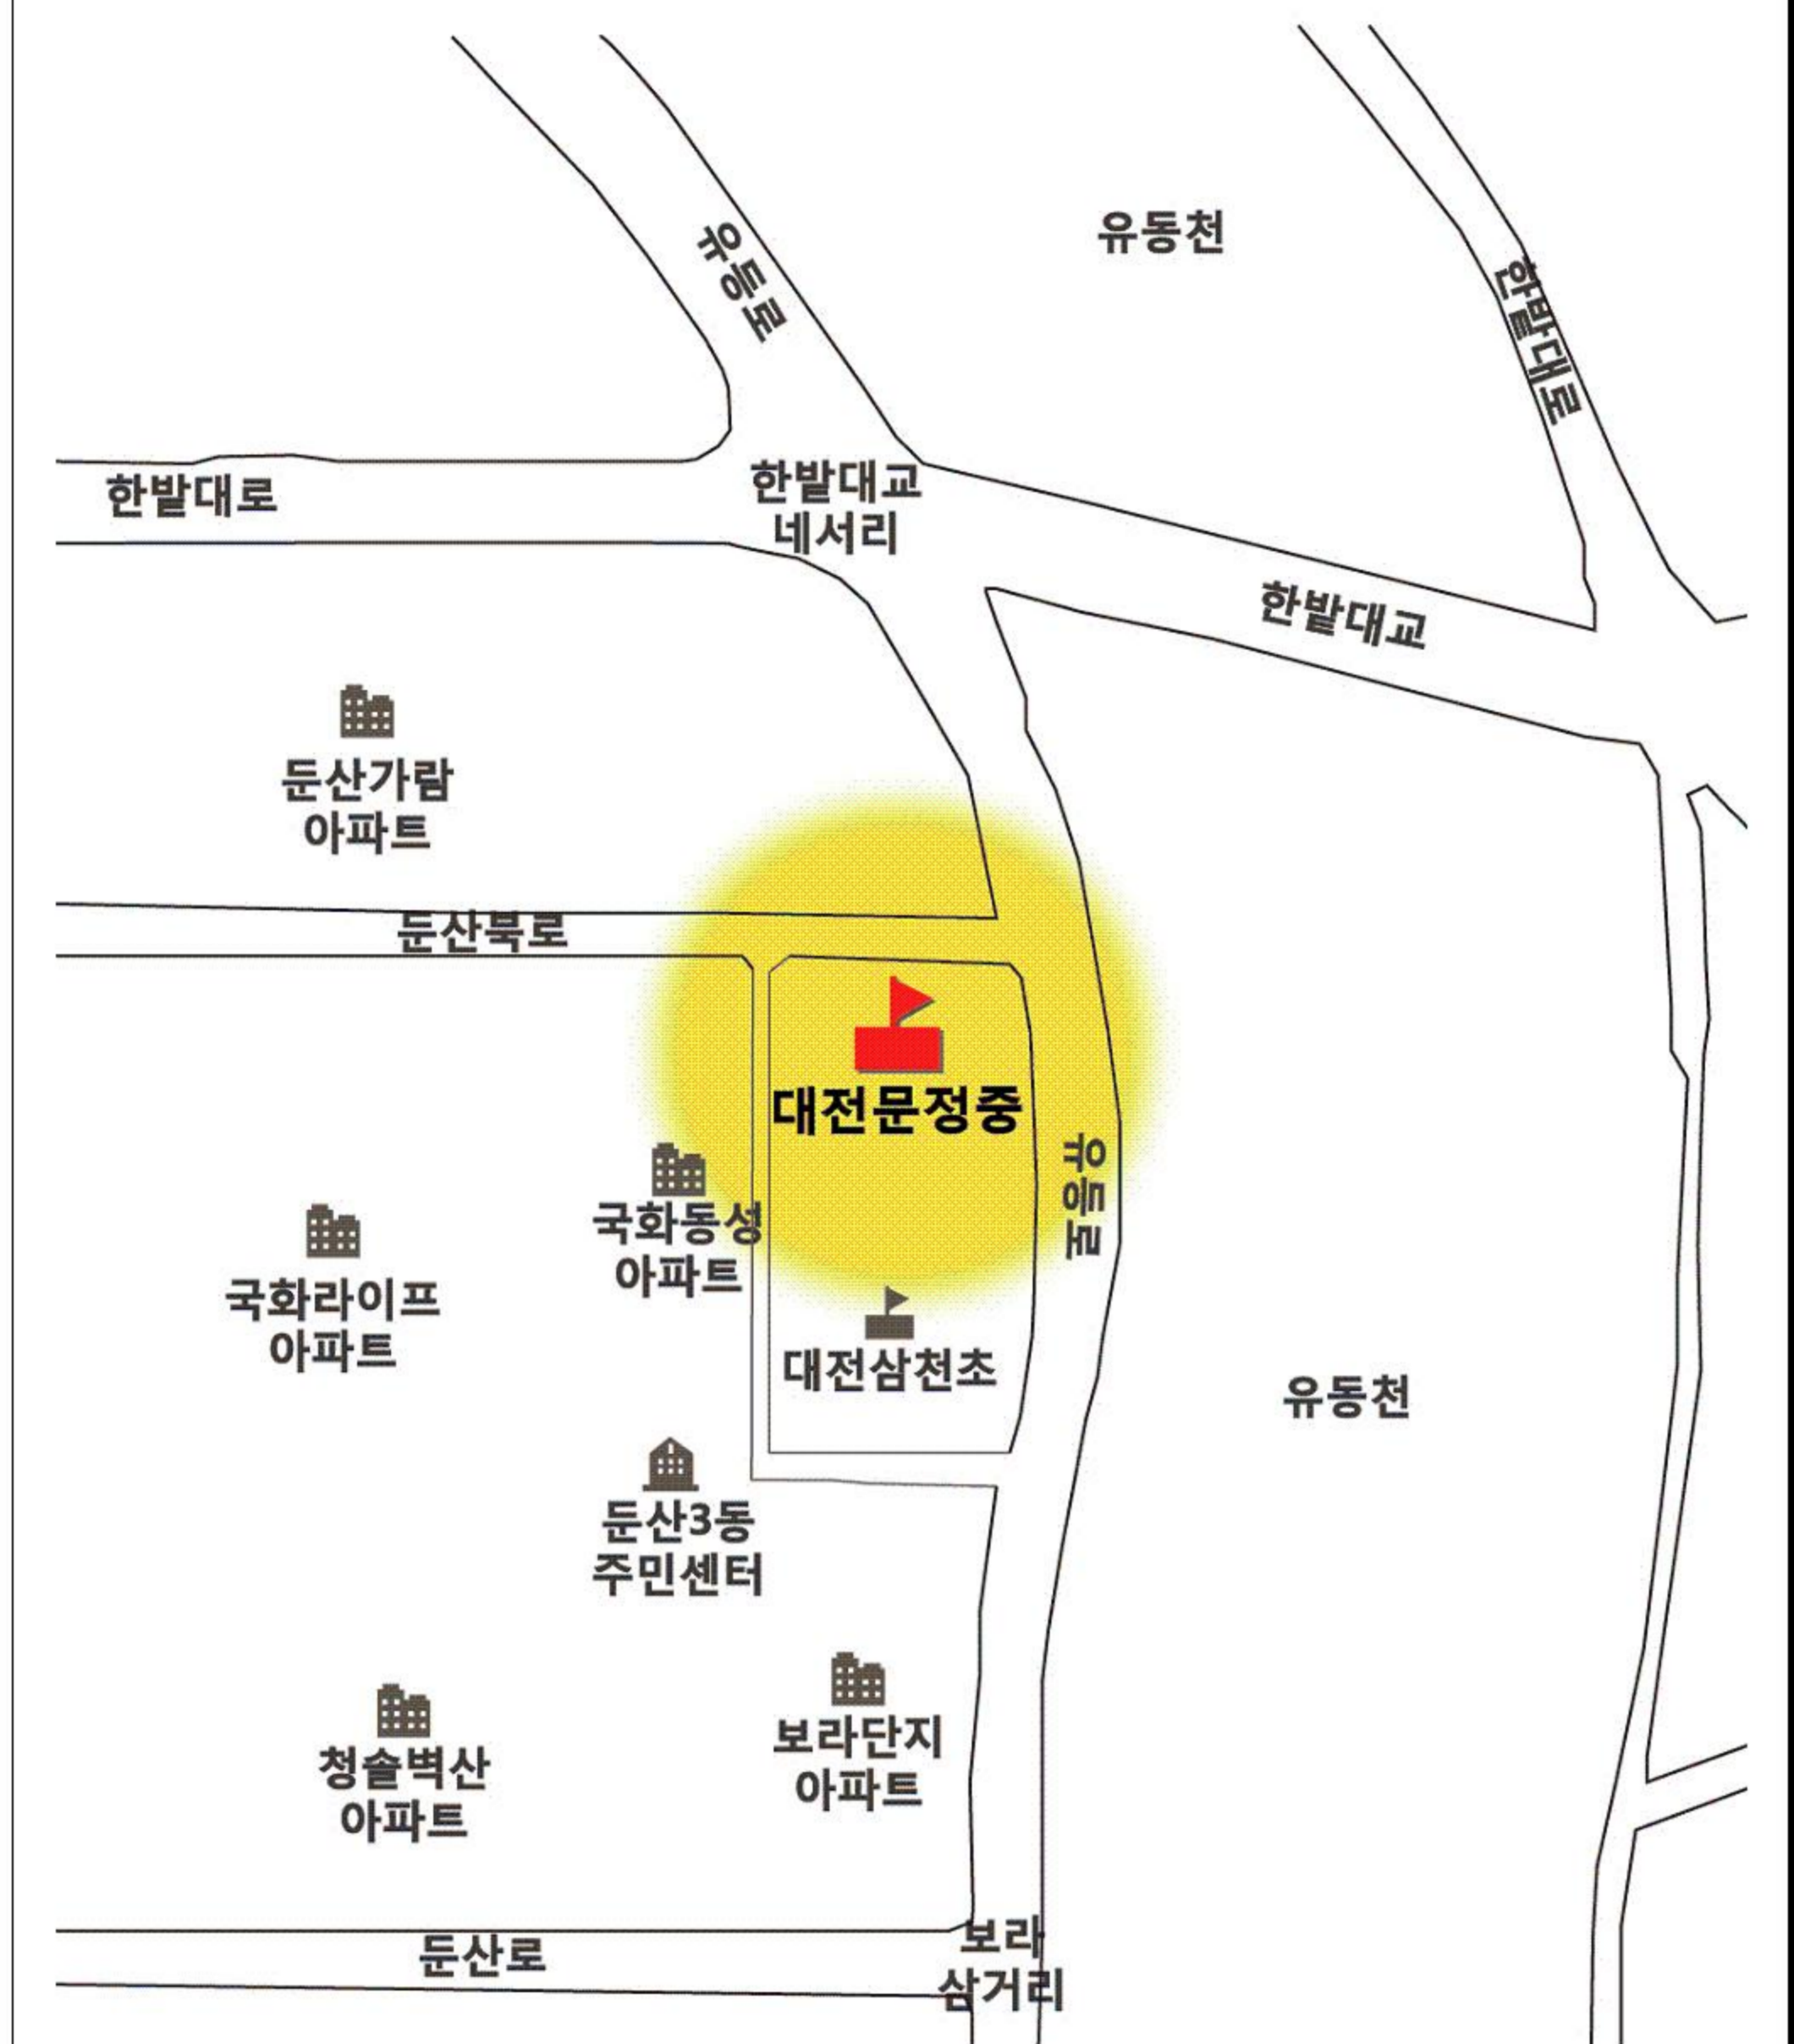 유동천
유등로
한밭대로
한밭대로
한밭대교
네서리
한밭대교
둔산가람
아파트
둔산북로
대전문정중
유등로
국화동성
아파트
국화라이프
아파트
대전삼천초
유동천
둔산3동
주민센터
보라단지
아파트
청솔벽산
아파트
보라
삼거리
둔산로